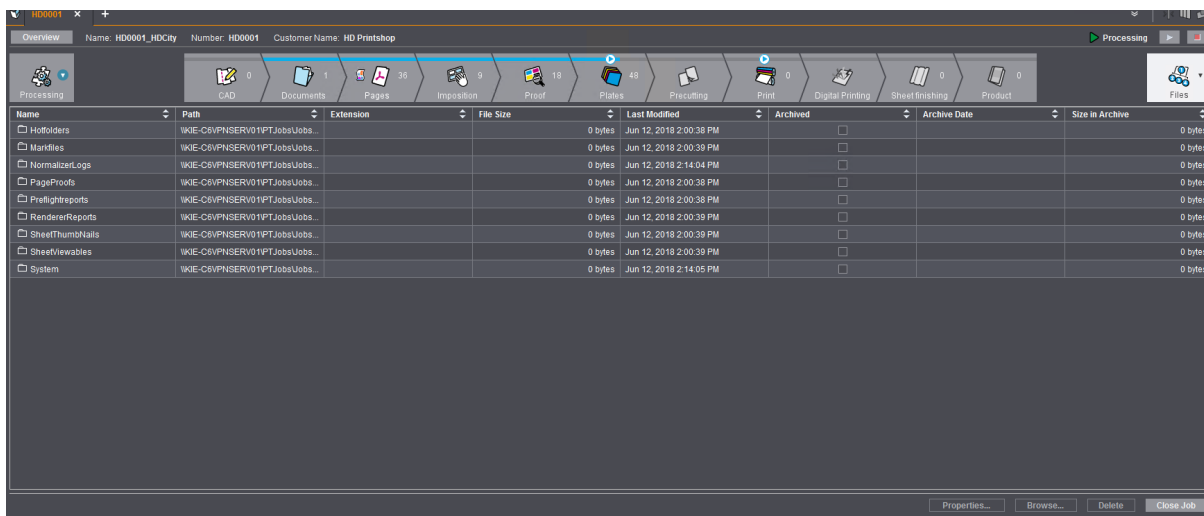 HD0001 × +
Overview Name: HD0001_HDCity Number: HD0001 Customer Name: HD Printshop Processing
Processing
0 1 36 9 18 48 0 0 0
CAD Documents Pages Imposition Proof Plates Precutting Print Digital Printing Sheet finishing Product Files
Name Path Extension File Size Last Modified Archived Archive Date Size in Archive
Hotfolders \\KIE-C6VPNSERV01\PTJobs\Jobs... 0 bytes Jun 12, 2018 2:00:38 PM 0 bytes
Markfiles \\KIE-C6VPNSERV01\PTJobs\Jobs... 0 bytes Jun 12, 2018 2:00:39 PM 0 bytes
NormalizerLogs \\KIE-C6VPNSERV01\PTJobs\Jobs... 0 bytes Jun 12, 2018 2:14:04 PM 0 bytes
PageProofs \\KIE-C6VPNSERV01\PTJobs\Jobs... 0 bytes Jun 12, 2018 2:00:38 PM 0 bytes
Preflightreports \\KIE-C6VPNSERV01\PTJobs\Jobs... 0 bytes Jun 12, 2018 2:00:38 PM 0 bytes
RendererReports \\KIE-C6VPNSERV01\PTJobs\Jobs... 0 bytes Jun 12, 2018 2:00:39 PM 0 bytes
SheetThumbNails \\KIE-C6VPNSERV01\PTJobs\Jobs... 0 bytes Jun 12, 2018 2:00:39 PM 0 bytes
SheetViewables \\KIE-C6VPNSERV01\PTJobs\Jobs... 0 bytes Jun 12, 2018 2:00:39 PM 0 bytes
System \\KIE-C6VPNSERV01\PTJobs\Jobs... 0 bytes Jun 12, 2018 2:14:05 PM 0 bytes
Properties... Browse... Delete Close Job